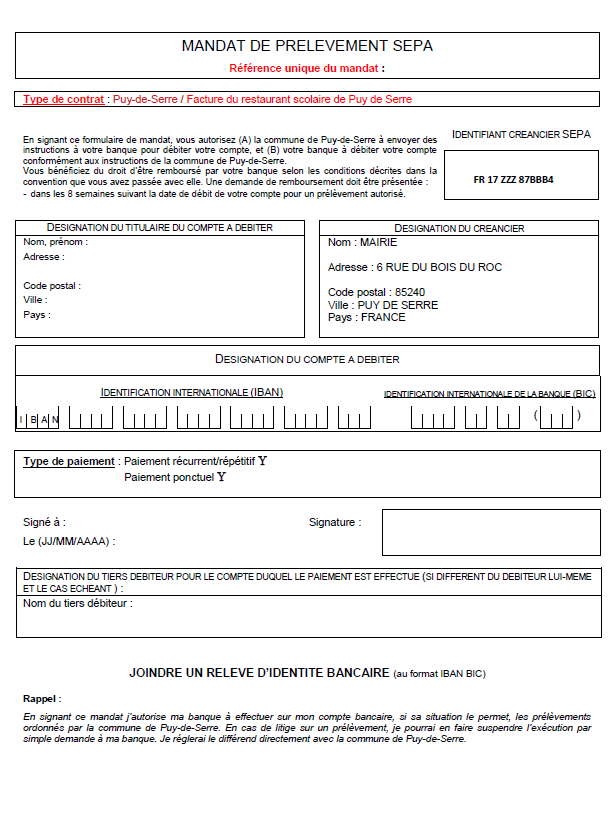 MANDAT DE PRELEVEMENT SEPA
Référence unique du mandat :
Type de contrat : Puy-de-Serre / Facture du restaurant scolaire de Puy de Serre
En signant ce formulaire de mandat, vous autorisez (A) la commune de Puy-de-Serre à envoyer des
instructions à votre banque pour débiter votre compte, et (B) votre banque à débiter votre compte
conformément aux instructions de la commune de Puy-de-Serre.
Vous bénéficiez du droit d'être remboursé par votre banque selon les conditions décrites dans la
convention que vous avez passée avec elle. Une demande de remboursement doit être présentée :
- dans les 8 semaines suivant la date de débit de votre compte pour un prélèvement autorisé.
IDENTIFIANT CREANCIER SEPA
FR 17 ZZZ 87BBB4
DESIGNATION DU TITULAIRE DU COMPTE A DEBITER
Nom, prénom :
Adresse :
Code postal :
Ville :
Pays :
DESIGNATION DU CREANCIER
Nom : MAIRIE
Adresse : 6 RUE DU BOIS DU ROC
Code postal : 85240
Ville : PUY DE SERRE
Pays : FRANCE
DESIGNATION DU COMPTE A DEBITER
IDENTIFICATION INTERNATIONALE (IBAN)
IDENTIFICATION INTERNATIONALE DE LA BANQUE (BIC)
I B A N
( )
Type de paiement : Paiement récurrent/répétitif Y
Paiement ponctuel Y
Signé à :
Signature :
Le (JJ/MM/AAAA) :
DESIGNATION DU TIERS DEBITEUR POUR LE COMPTE DUQUEL LE PAIEMENT EST EFFECTUE (SI DIFFERENT DU DEBITEUR LUI-MEME
ET LE CAS ECHEANT ) :
Nom du tiers débiteur :
JOINDRE UN RELEVE D'IDENTITE BANCAIRE (au format IBAN BIC)
Rappel :
En signant ce mandat j'autorise ma banque à effectuer sur mon compte bancaire, si sa situation le permet, les prélèvements
ordonnés par la commune de Puy-de-Serre. En cas de litige sur un prélèvement, je pourrai en faire suspendre l'exécution par
simple demande à ma banque. Je réglerai le différend directement avec la commune de Puy-de-Serre.